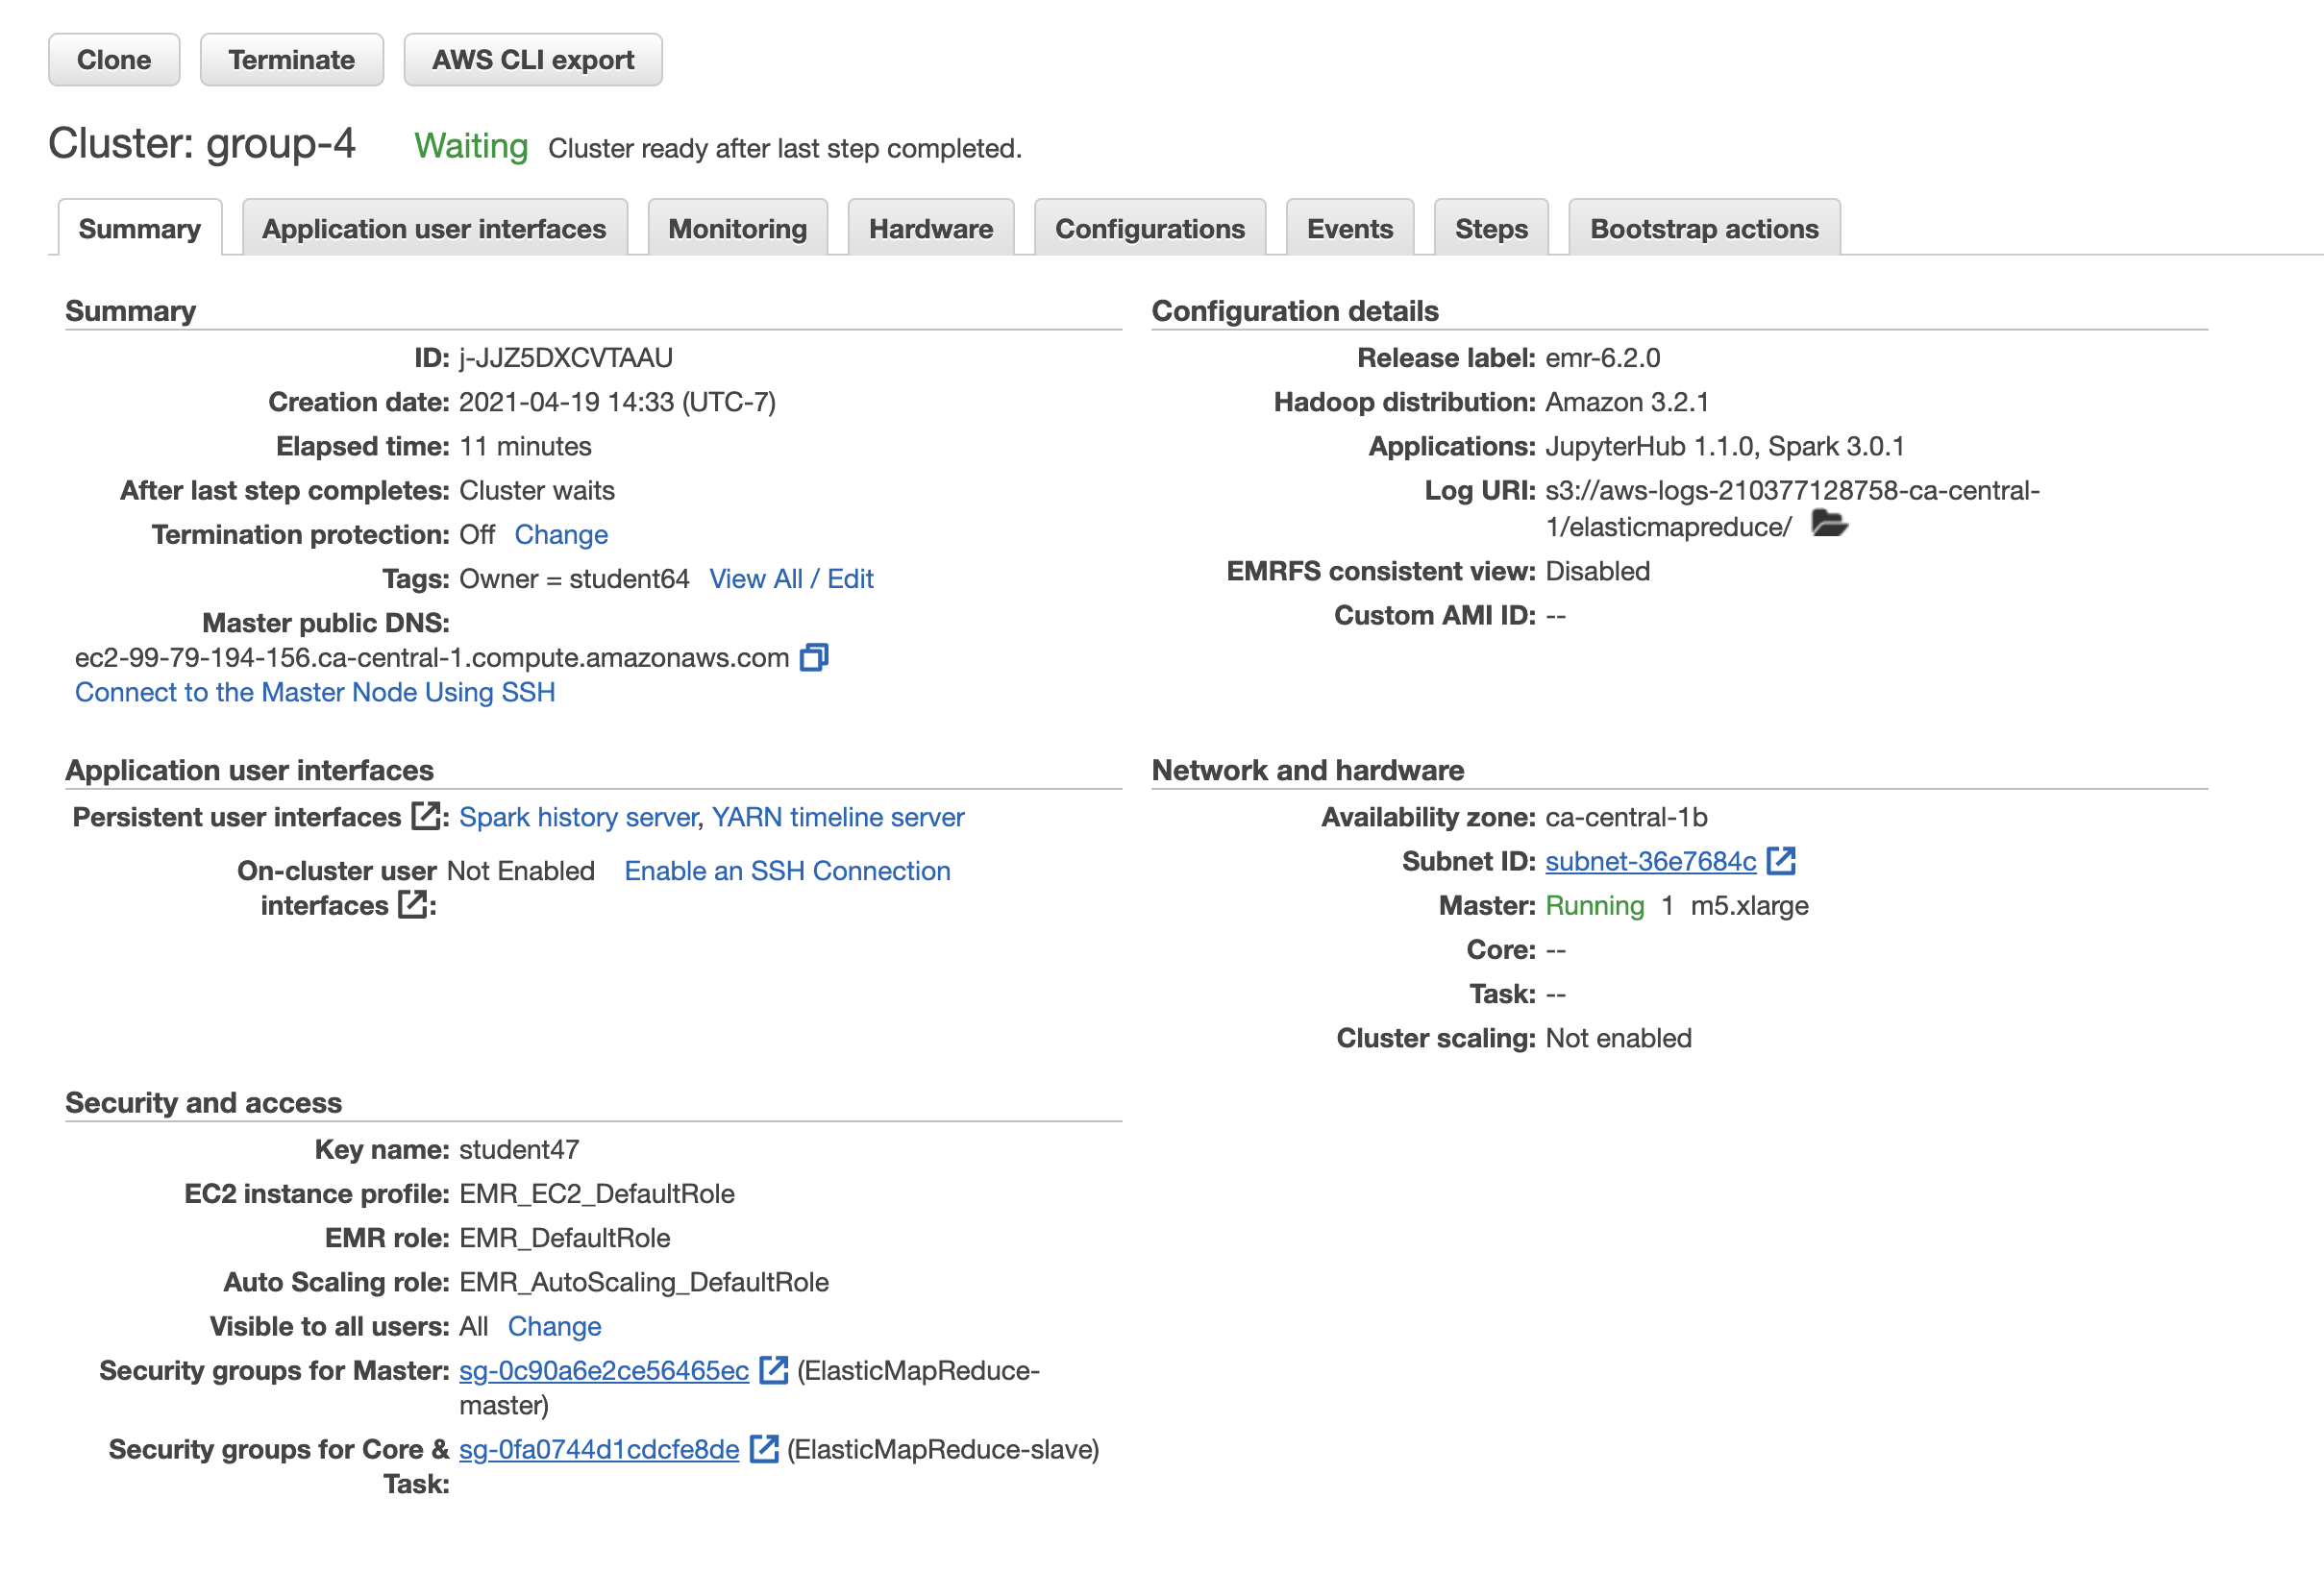 Clone Terminate AWS CLI export
Cluster: group-4 Waiting Cluster ready after last step completed.
Summary Application user interfaces Monitoring Hardware Configurations Events Steps Bootstrap actions
Summary
ID: j-JJZ5DXCVTAAU
Creation date: 2021-04-19 14:33 (UTC-7)
Elapsed time: 11 minutes
After last step completes: Cluster waits
Termination protection: Off Change
Tags: Owner = student64 View All / Edit
Master public DNS:
ec2-99-79-194-156.ca-central-1.compute.amazonaws.com
Connect to the Master Node Using SSH
Configuration details
Release label: emr-6.2.0
Hadoop distribution: Amazon 3.2.1
Applications: JupyterHub 1.1.0, Spark 3.0.1
Log URI: s3://aws-logs-210377128758-ca-central-
1/elasticmapreduce/
EMRFS consistent view: Disabled
Custom AMI ID: --
Application user interfaces
Persistent user interfaces : Spark history server, YARN timeline server
On-cluster user Not Enabled Enable an SSH Connection
interfaces :
Network and hardware
Availability zone: ca-central-1b
Subnet ID: subnet-36e7684c
Master: Running 1 m5.xlarge
Core: --
Task: --
Cluster scaling: Not enabled
Security and access
Key name: student47
EC2 instance profile: EMR_EC2_DefaultRole
EMR role: EMR_DefaultRole
Auto Scaling role: EMR_AutoScaling_DefaultRole
Visible to all users: All Change
Security groups for Master: sg-0c90a6e2ce56465ec (ElasticMapReduce-
master)
Security groups for Core & sg-0fa0744d1cdcfe8de (ElasticMapReduce-slave)
Task: